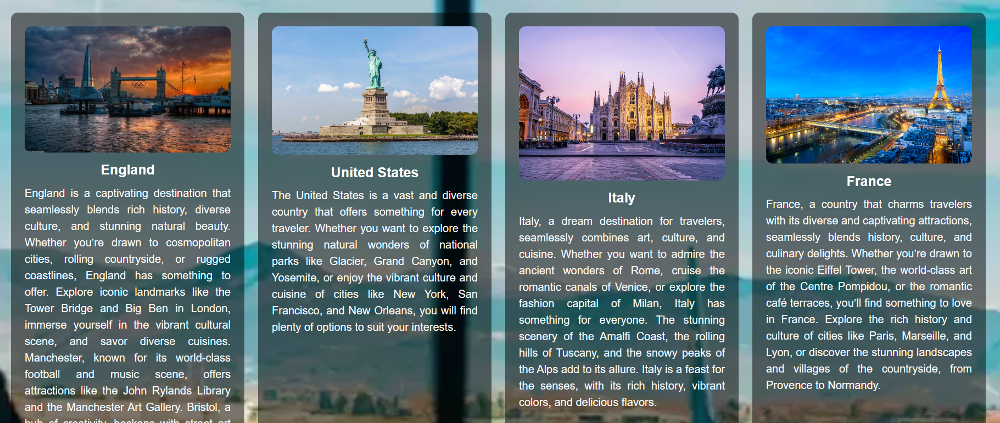 England
England is a captivating destination that
seamlessly blends rich history, diverse
culture, and stunning natural beauty.
Whether you’re drawn to cosmopolitan
cities, rolling countryside, or rugged
coastlines, England has something to
offer. Explore iconic landmarks like the
Tower Bridge and Big Ben in London,
immerse yourself in the vibrant cultural
scene, and savor diverse cuisines.
Manchester, known for its world-class
football and music scene, offers
attractions like the John Rylands Library
and the Manchester Art Gallery. Bristol, a
hub of creativity, beckons with street art
United States
The United States is a vast and diverse
country that offers something for every
traveler. Whether you want to explore the
stunning natural wonders of national
parks like Glacier, Grand Canyon, and
Yosemite, or enjoy the vibrant culture and
cuisine of cities like New York, San
Francisco, and New Orleans, you will find
plenty of options to suit your interests.
Italy
Italy, a dream destination for travelers,
seamlessly combines art, culture, and
cuisine. Whether you want to admire the
ancient wonders of Rome, cruise the
romantic canals of Venice, or explore the
fashion capital of Milan, Italy has
something for everyone. The stunning
scenery of the Amalfi Coast, the rolling
hills of Tuscany, and the snowy peaks of
the Alps add to its allure. Italy is a feast for
the senses, with its rich history, vibrant
colors, and delicious flavors.
France
France, a country that charms travelers
with its diverse and captivating attractions,
seamlessly blends history, culture, and
culinary delights. Whether you’re drawn to
the iconic Eiffel Tower, the world-class art
of the Centre Pompidou, or the romantic
café terraces, you’ll find something to love
in France. Explore the rich history and
culture of cities like Paris, Marseille, and
Lyon, or discover the stunning landscapes
and villages of the countryside, from
Provence to Normandy.